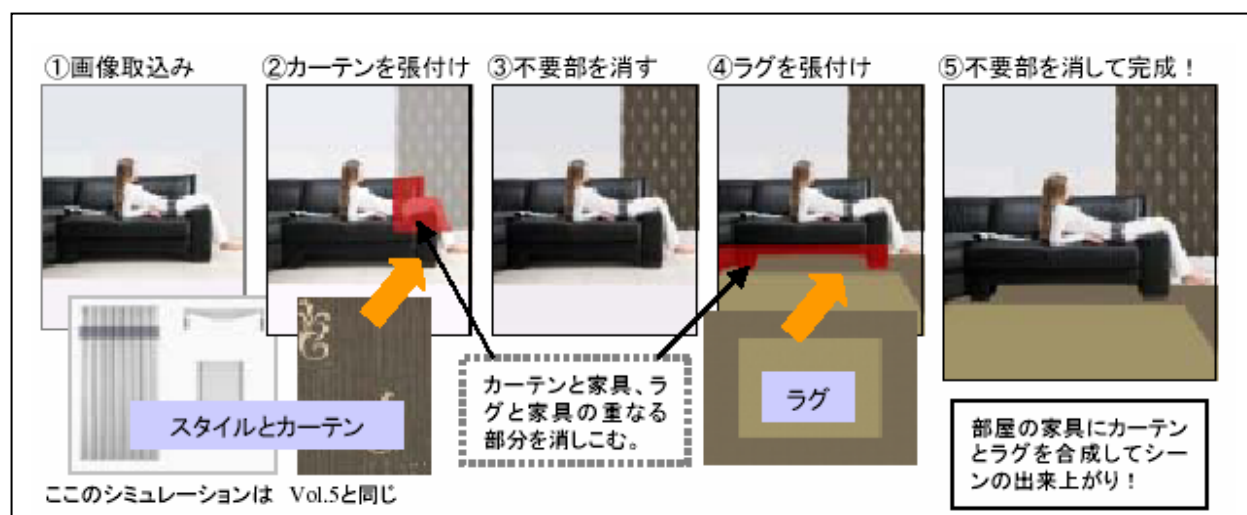 ①画像取込み
②カーテンを張付け
③不要部を消す
④ラグを張付け
⑤不要部を消して完成！
スタイルとカーテン
ここのシミュレーションは Vol.5と同じ
カーテンと家具、ラ
グと家具の重なる
部分を消しこむ。
ラグ
部屋の家具にカーテン
とラグを合成してシー
ンの出来上がり！